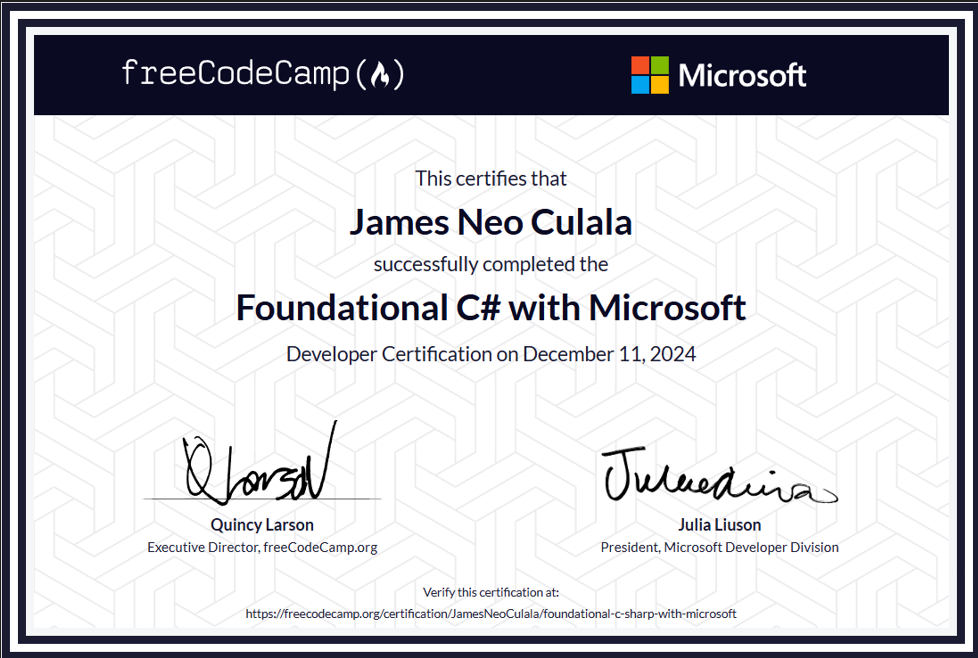 freeCodeCamp(🔥)
Microsoft
This certifies that
James Neo Culala
successfully completed the
Foundational C# with Microsoft
Developer Certification on December 11, 2024
QLarson
Quincy Larson
Executive Director, freeCodeCamp.org
Julia Liuson
President, Microsoft Developer Division
Verify this certification at:
https://freecodecamp.org/certification/JamesNeoCulala/foundational-c-sharp-with-microsoft